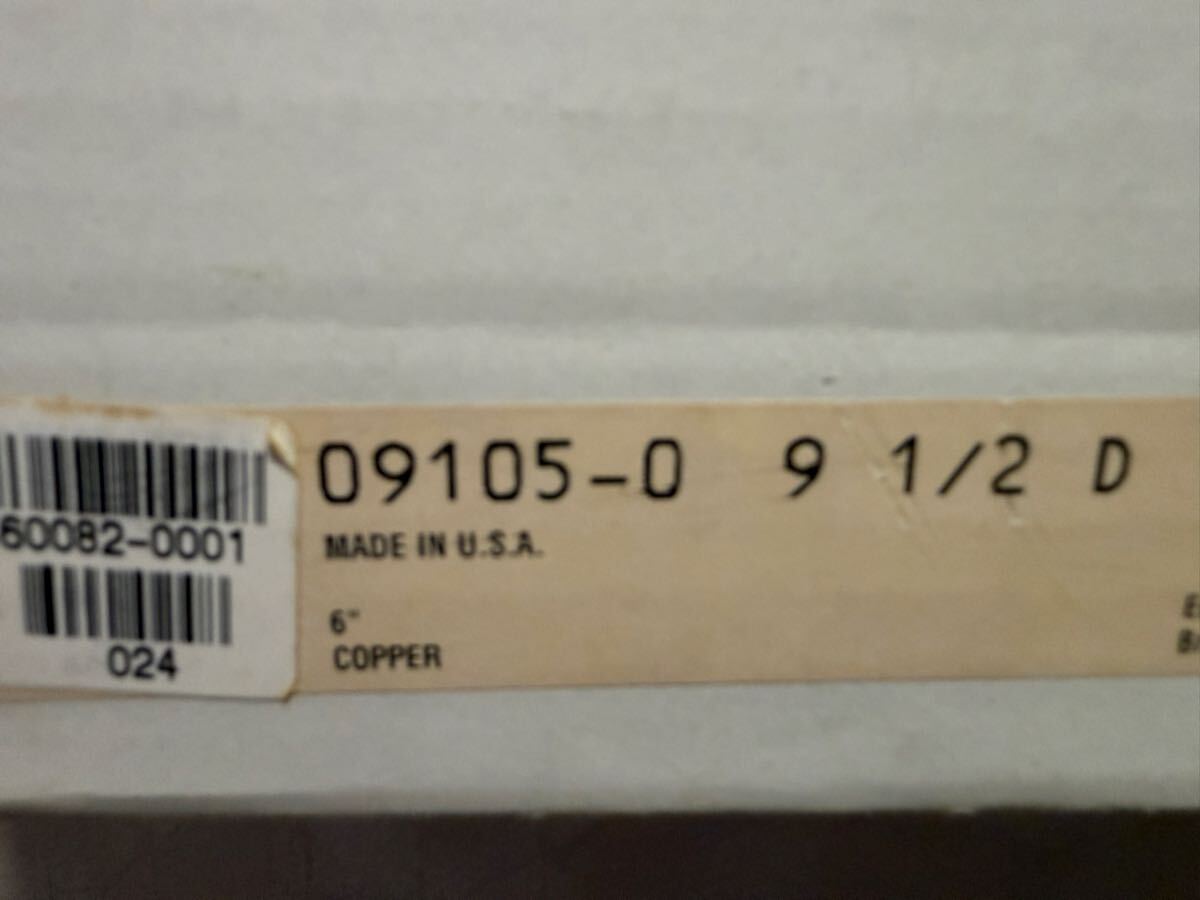 60082-0001
024
09105-0 9 1/2 D
MADE IN U.S.A.
6"
COPPER